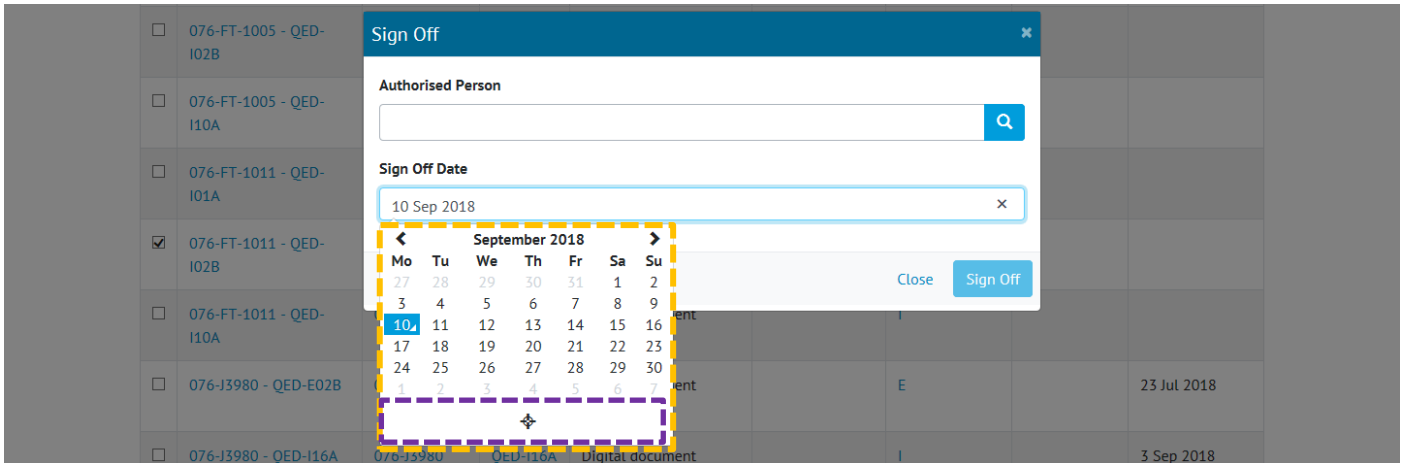 076-FT-1005 - QED-
I02B
076-FT-1005 - QED-
I10A
076-FT-1011 - QED-
I01A
076-FT-1011 - QED-
I02B
076-FT-1011 - QED-
I10A
076-J3980 - QED-E02B
E
23 Jul 2018
076-J3980 - QED-I16A 076-J3980 QED-I16A Digital document I 3 Sep 2018
Sign Off ×
Authorised Person
Sign Off Date
10 Sep 2018 ×
September 2018
Mo Tu We Th Fr Sa Su
27 28 29 30 31 1 2
3 4 5 6 7 8 9
10 11 12 13 14 15 16
17 18 19 20 21 22 23
24 25 26 27 28 29 30
1 2 3 4 5 6 7
Close Sign Off